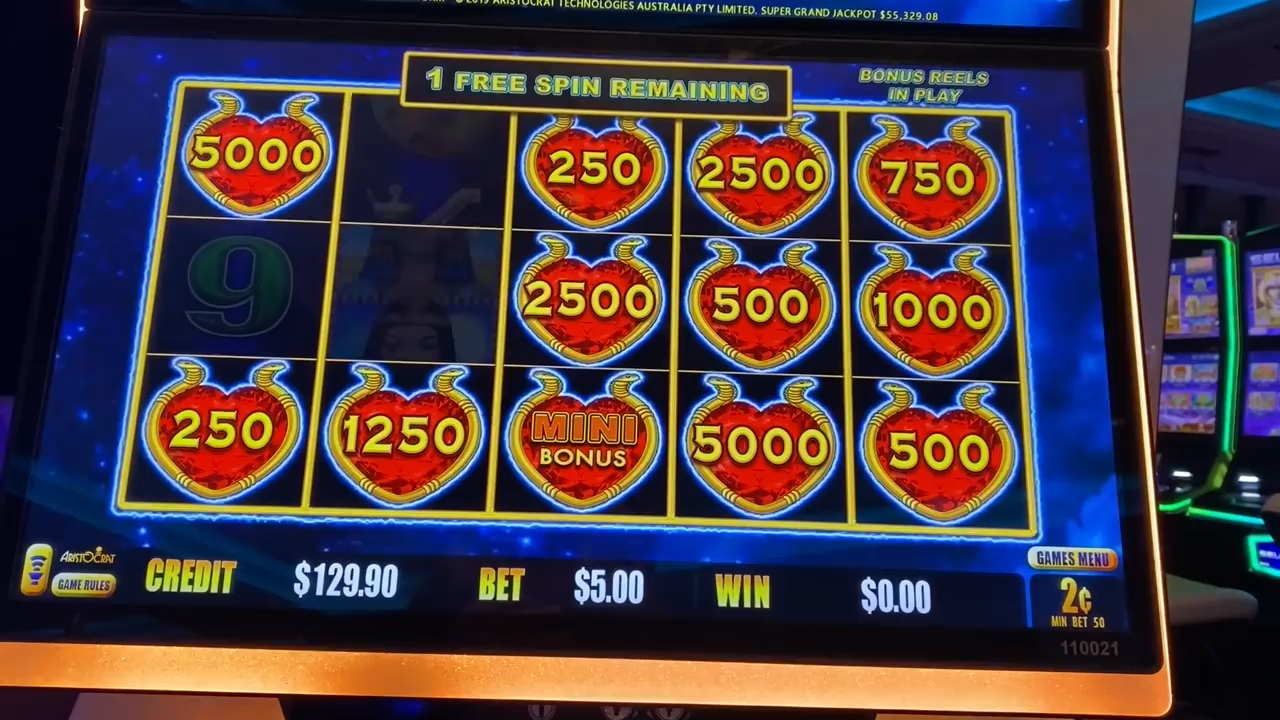 © 2019 ARISTOCRAT TECHNOLOGIES AUSTRALIA PTY LIMITED. SUPER GRAND JACKPOT $55,329.08
1 FREE SPIN REMAINING
BONUS REELS
IN PLAY
5000
250
2500
750
9
2500
500
1000
250
1250
MINI
BONUS
5000
500
ARISTOCRAT
GAME RULES
CREDIT $129.90 BET $5.00 WIN $0.00
GAMES MENU
2¢
MIN BET 50
110021